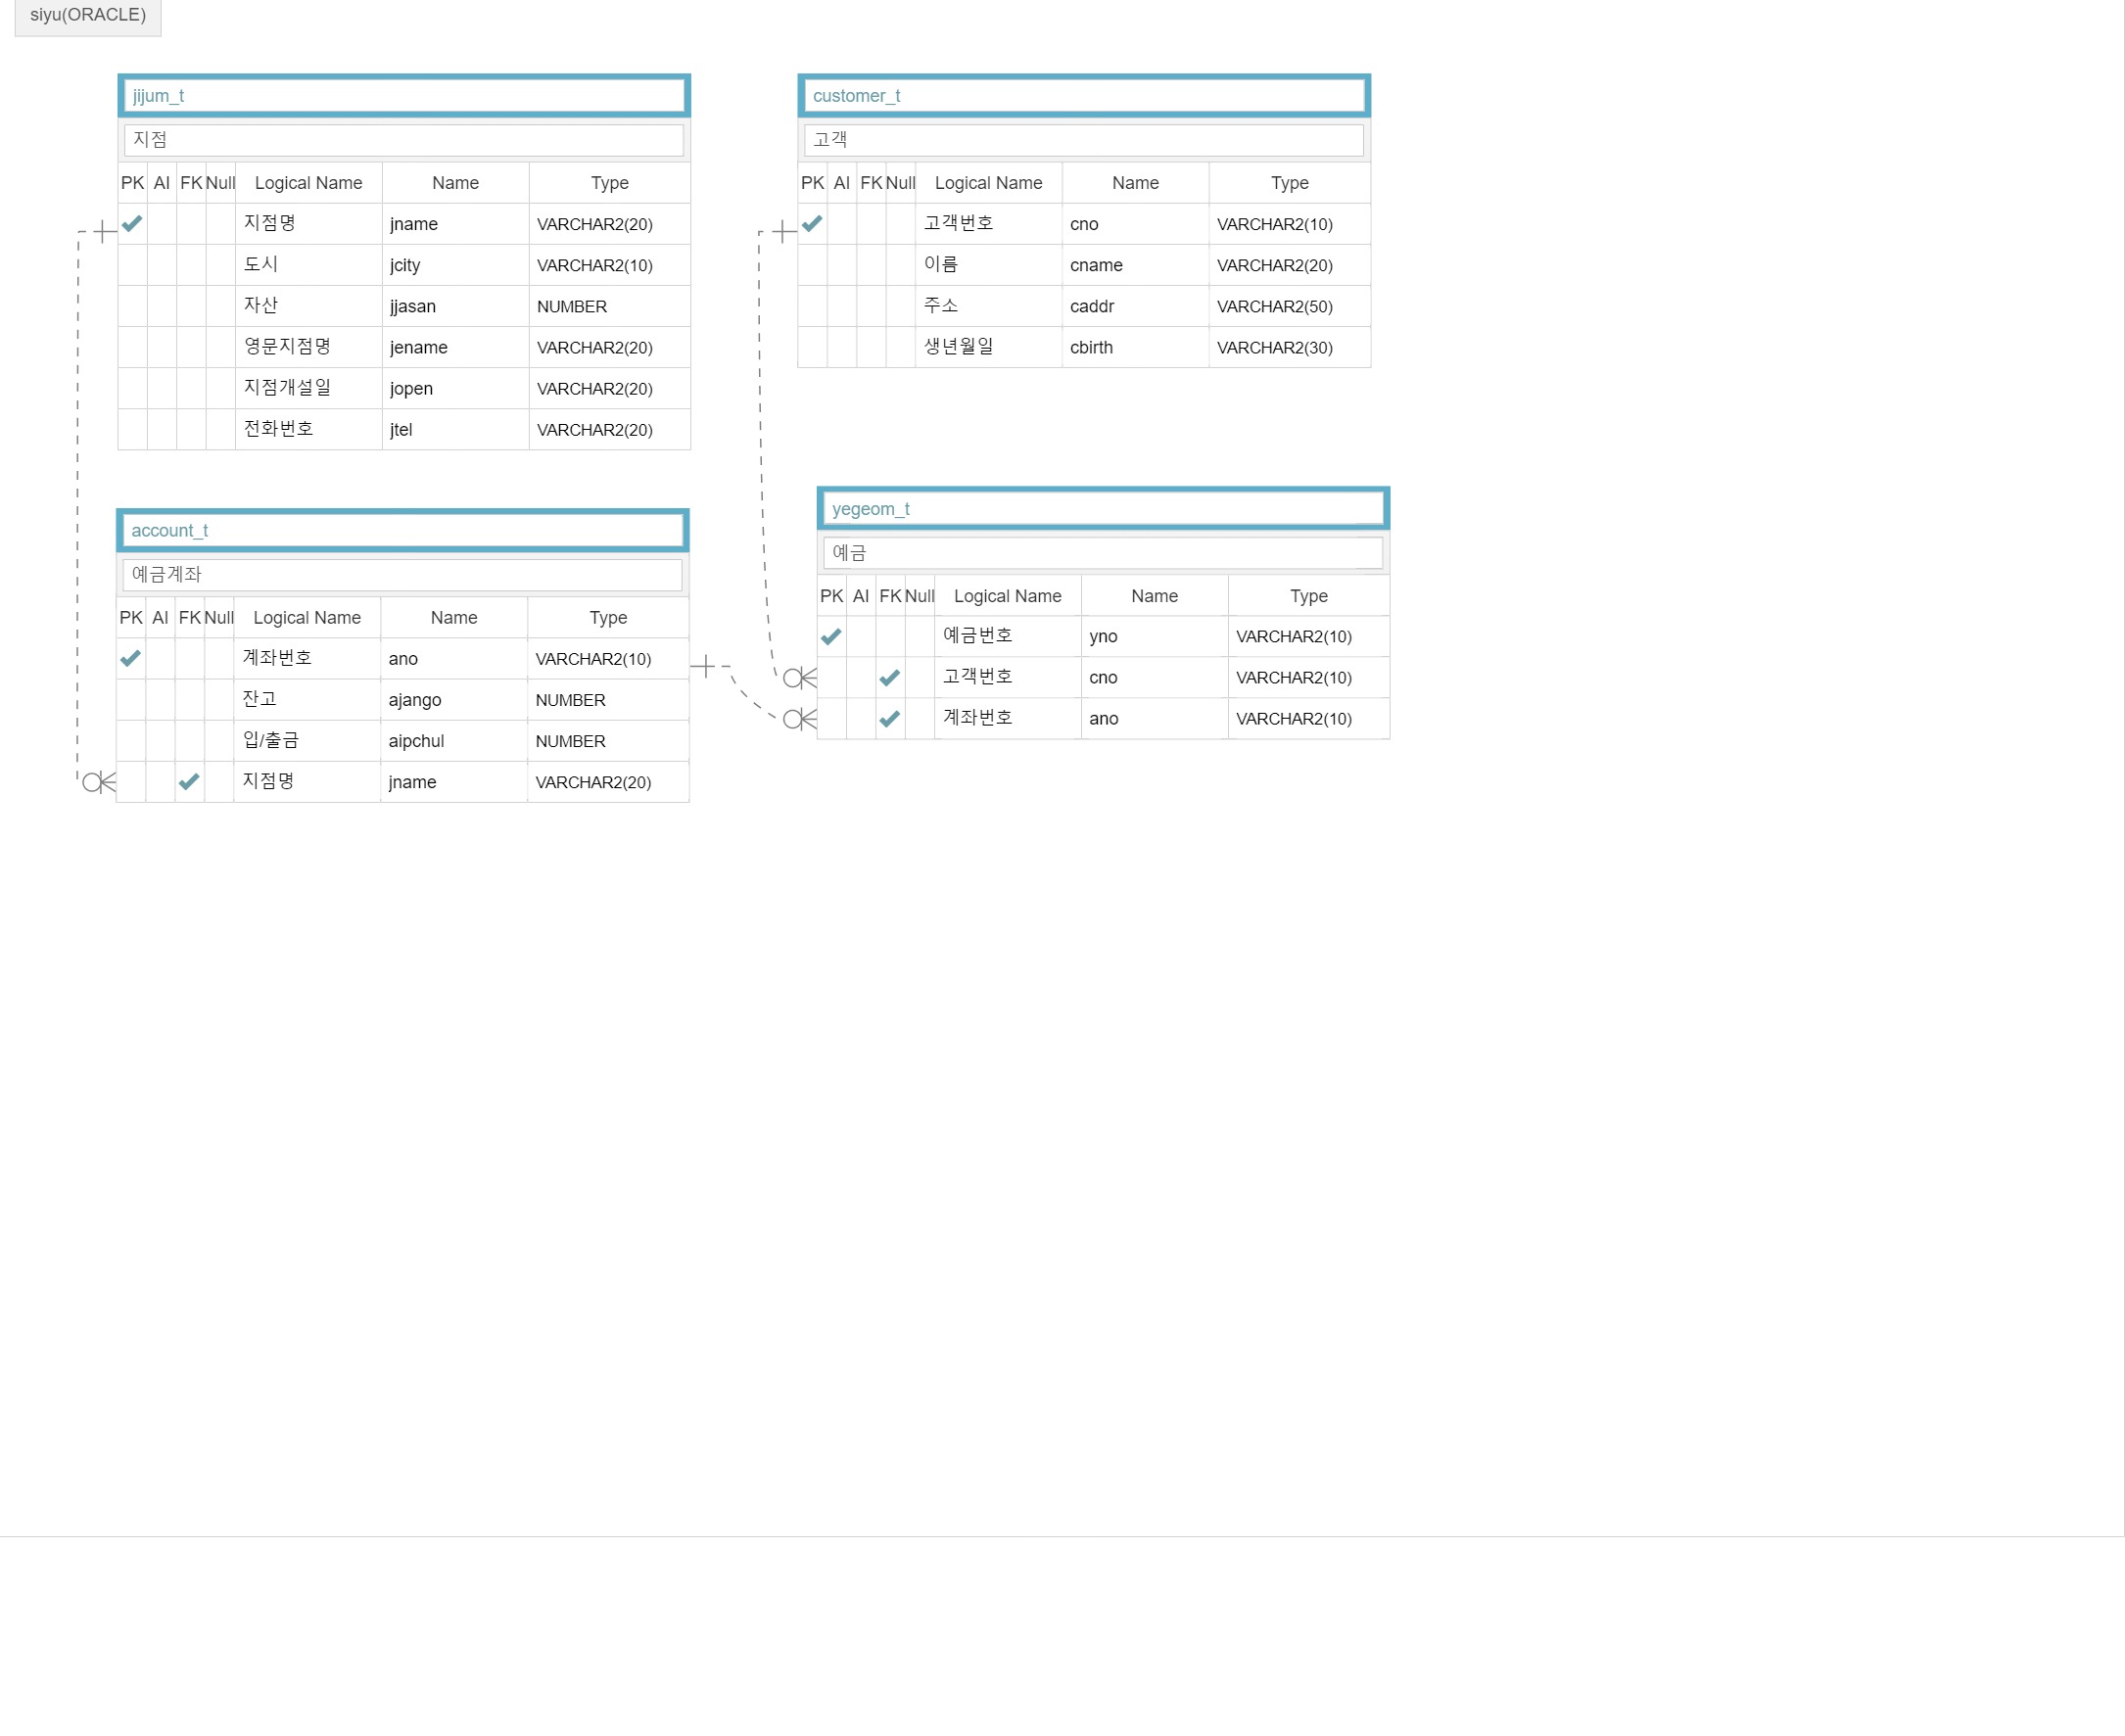 siyu(ORACLE)
jijum_t
지점
PK AI FK Null Logical Name Name Type
지점명 jname VARCHAR2(20)
도시 jcity VARCHAR2(10)
자산 jjasan NUMBER
영문지점명 jename VARCHAR2(20)
지점개설일 jopen VARCHAR2(20)
전화번호 jtel VARCHAR2(20)
customer_t
고객
PK AI FK Null Logical Name Name Type
고객번호 cno VARCHAR2(10)
이름 cname VARCHAR2(20)
주소 caddr VARCHAR2(50)
생년월일 cbirth VARCHAR2(30)
account_t
예금계좌
PK AI FK Null Logical Name Name Type
계좌번호 ano VARCHAR2(10)
잔고 ajango NUMBER
입/출금 aipchul NUMBER
지점명 jname VARCHAR2(20)
yegeom_t
예금
PK AI FK Null Logical Name Name Type
예금번호 yno VARCHAR2(10)
고객번호 cno VARCHAR2(10)
계좌번호 ano VARCHAR2(10)